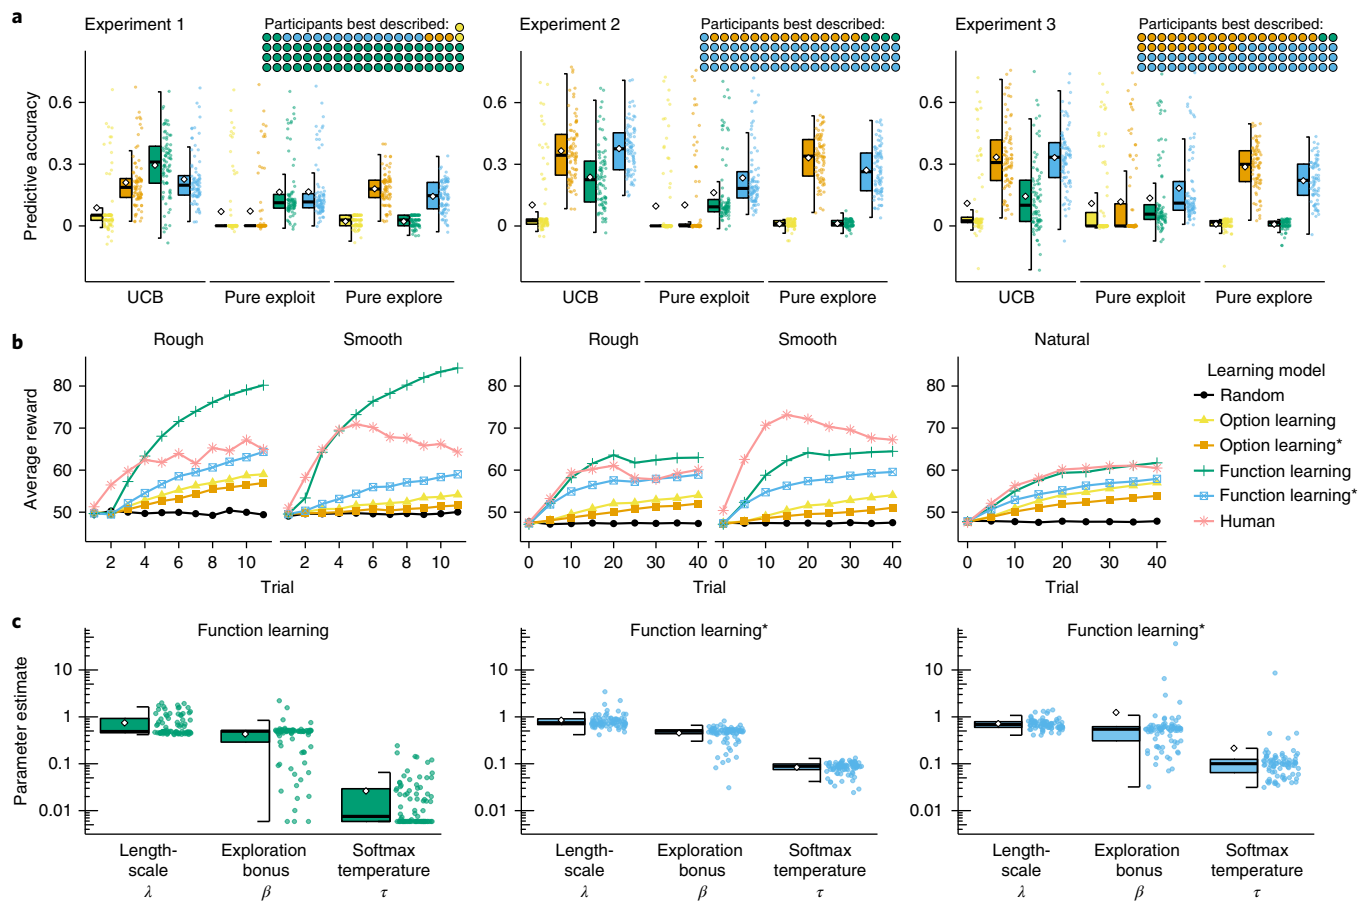 a
Experiment 1
Participants best described:
Experiment 2
Participants best described:
Experiment 3
Participants best described:
Predictive accuracy
0.6
0.3
0
UCB
Pure exploit
Pure explore
0.6
0.3
0
UCB
Pure exploit
Pure explore
0.6
0.3
0
UCB
Pure exploit
Pure explore
b
Rough
Smooth
Rough
Smooth
Natural
Average reward
80
70
60
50
2 4 6 8 10
2 4 6 8 10
Trial
80
70
60
50
0 10 20 30 40
0 10 20 30 40
Trial
80
70
60
50
0 10 20 30 40
Trial
Learning model
Random
Option learning
Option learning*
Function learning
Function learning*
Human
c
Function learning
Function learning*
Function learning*
Parameter estimate
10
1
0.1
0.01
Length-
scale
λ
Exploration
bonus
β
Softmax
temperature
τ
10
1
0.1
0.01
Length-
scale
λ
Exploration
bonus
β
Softmax
temperature
τ
10
1
0.1
0.01
Length-
scale
λ
Exploration
bonus
β
Softmax
temperature
τ